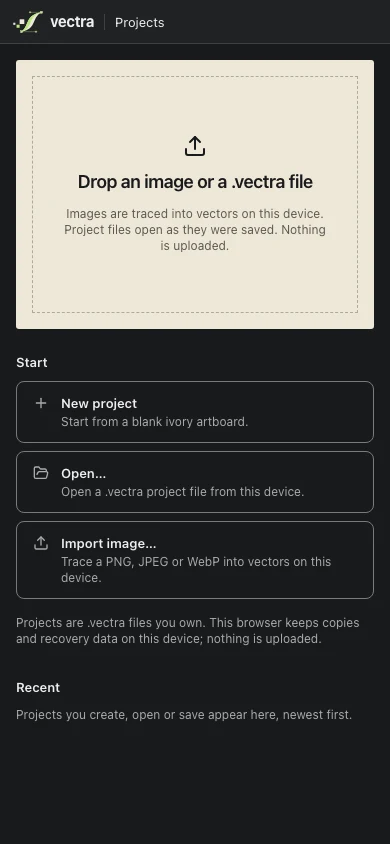 vectra
Projects
Drop an image or a .vectra file
Images are traced into vectors on this device.
Project files open as they were saved. Nothing
is uploaded.
Start
New project
Start from a blank ivory artboard.
Open...
Open a .vectra project file from this device.
Import image...
Trace a PNG, JPEG or WebP into vectors on this
device.
Projects are .vectra files you own. This browser keeps copies
and recovery data on this device; nothing is uploaded.
Recent
Projects you create, open or save appear here, newest first.